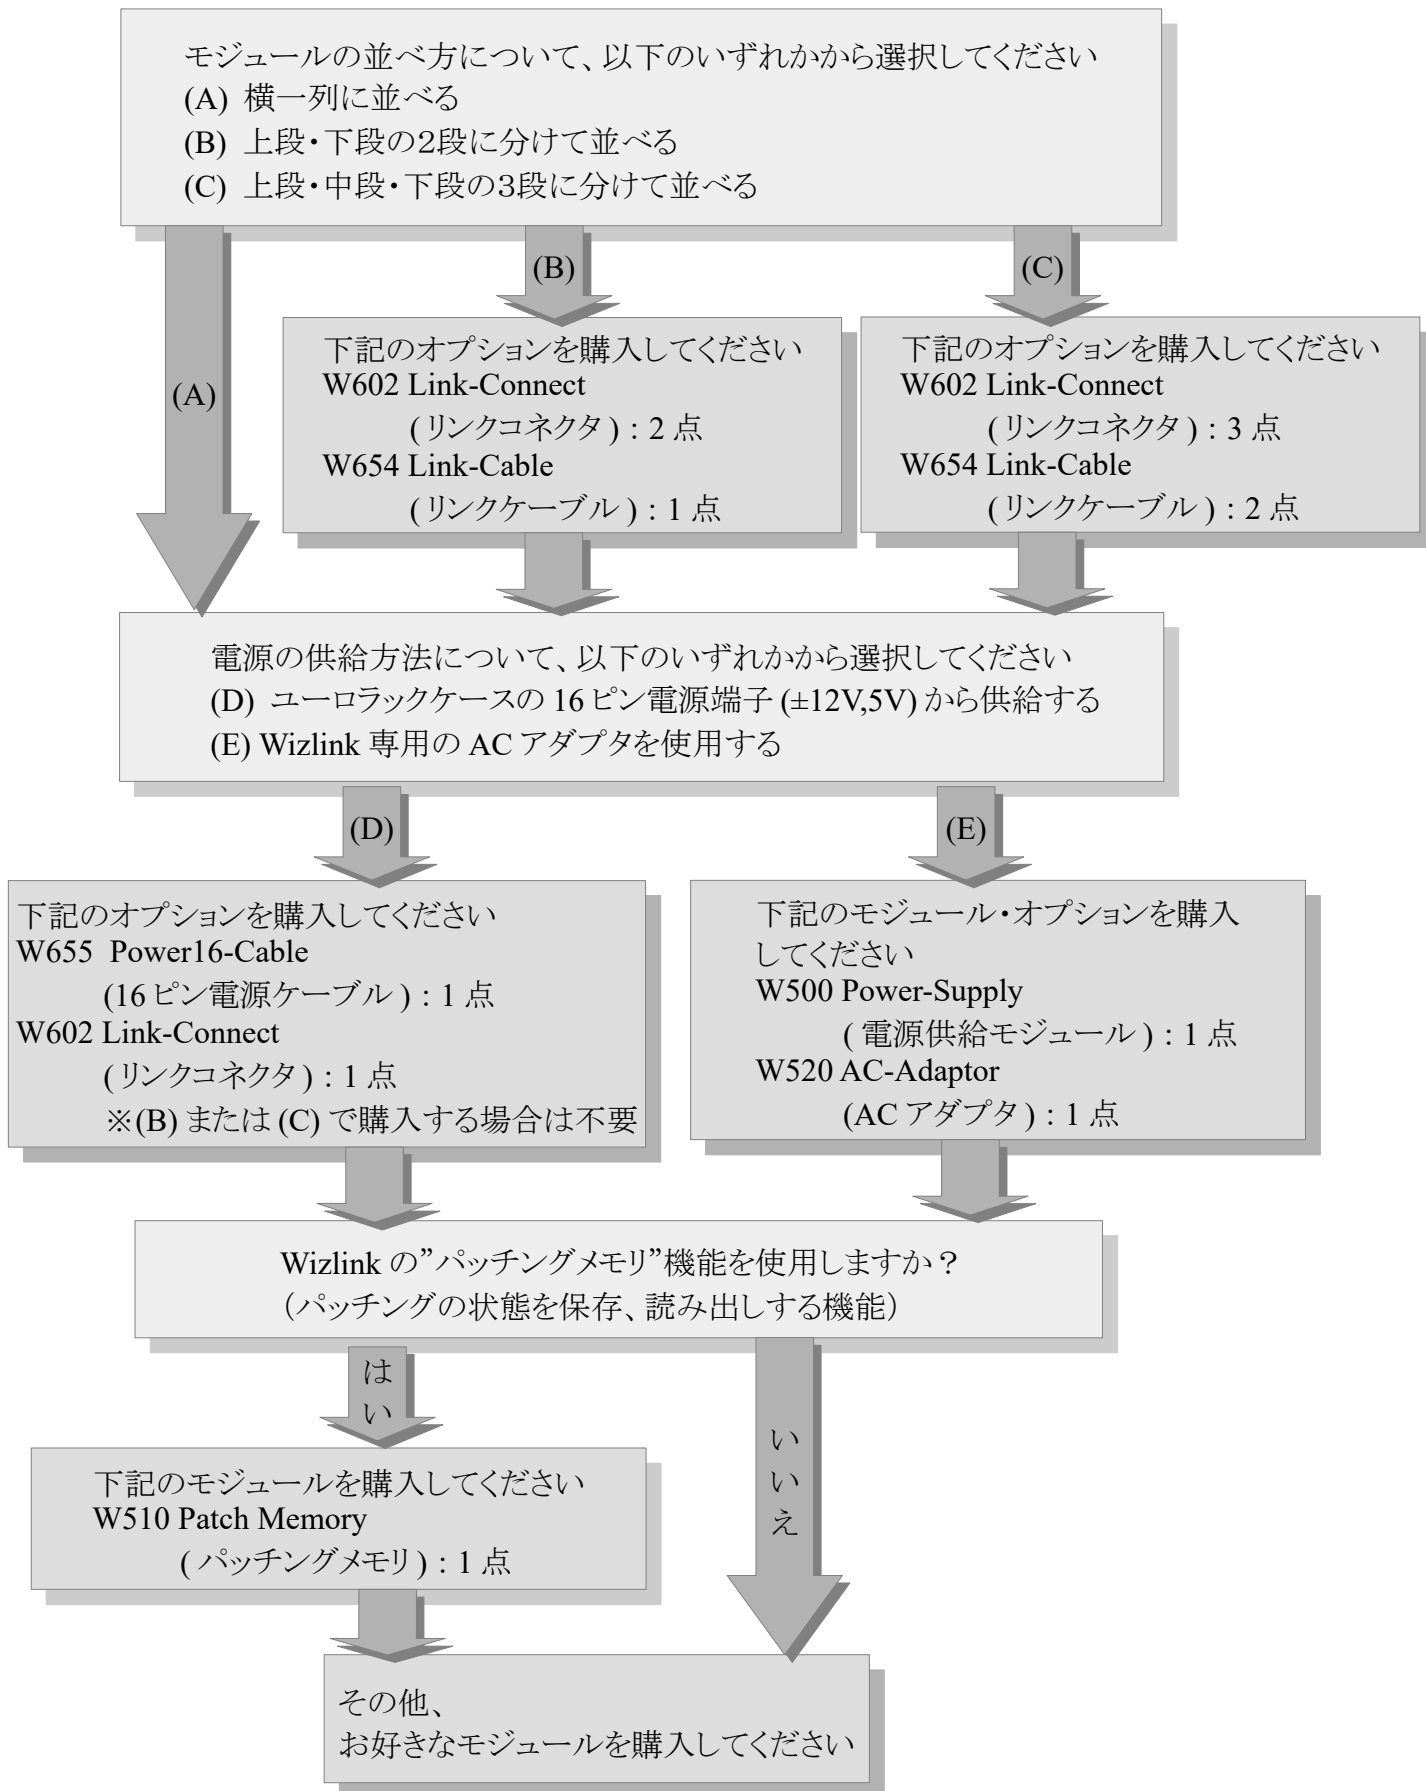 モジュールの並べ方について、以下のいずれかから選択してください
(A) 横一列に並べる
(B) 上段・下段の2段に分けて並べる
(C) 上段・中段・下段の3段に分けて並べる
(A)
(B)
(C)
下記のオプションを購入してください
W602 Link-Connect
(リンクコネクタ) : 2 点
W654 Link-Cable
(リンクケーブル) : 1 点
下記のオプションを購入してください
W602 Link-Connect
(リンクコネクタ) : 3 点
W654 Link-Cable
(リンクケーブル) : 2 点
電源の供給方法について、以下のいずれかから選択してください
(D) ユーロラックケースの 16 ピン電源端子 (±12V,5V) から供給する
(E) Wizlink 専用の AC アダプタを使用する
(D)
(E)
下記のオプションを購入してください
W655 Power16-Cable
(16 ピン電源ケーブル) : 1 点
W602 Link-Connect
(リンクコネクタ) : 1 点
※(B) または (C) で購入する場合は不要
下記のモジュール・オプションを購入
してください
W500 Power-Supply
( 電源供給モジュール) : 1 点
W520 AC-Adaptor
(AC アダプタ) : 1 点
Wizlink の”パッチングメモリ”機能を使用しますか？
（パッチングの状態を保存、読み出しする機能）
はい
いいえ
下記のモジュールを購入してください
W510 Patch Memory
( パッチングメモリ) : 1 点
その他、
お好きなモジュールを購入してください